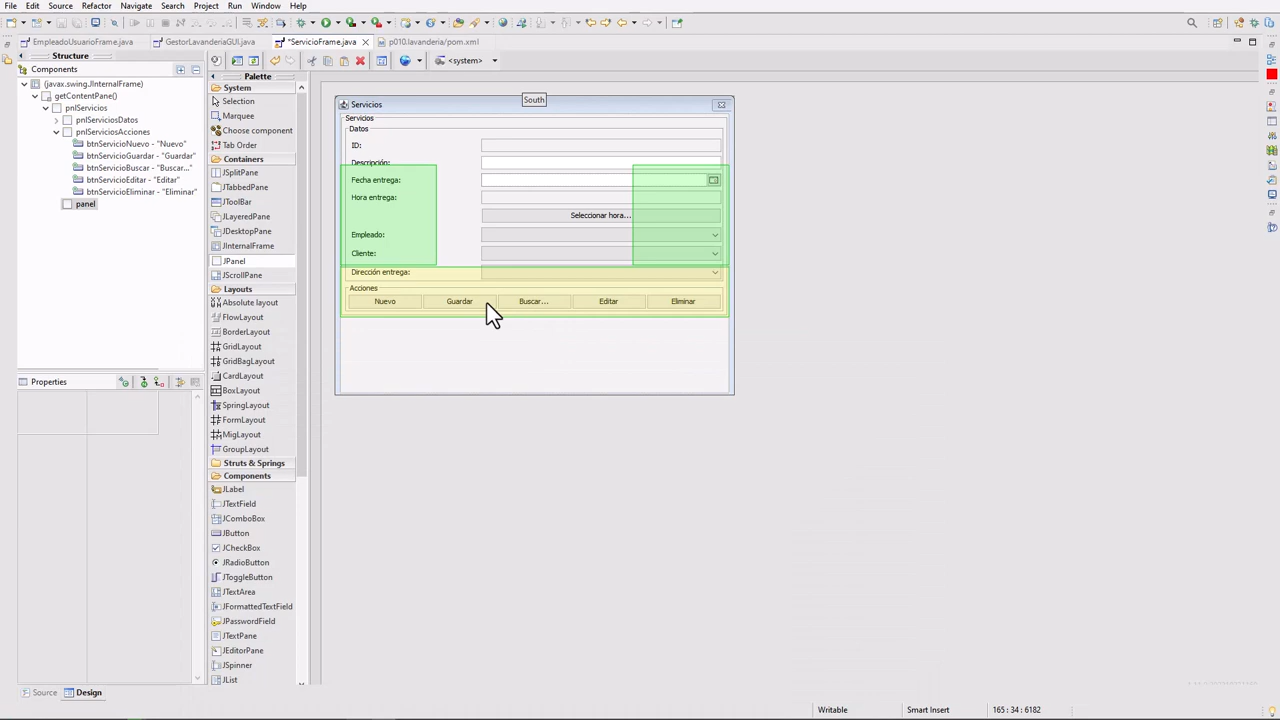 File Edit Source Refactor Navigate Search Project Run Window Help
EmpleadoUsuarioFrame.java GestorLavanderiaGUI.java *ServicioFrame.java p010.lavanderia/pom.xml
Structure
Components
(javax.swing.JInternalFrame)
getContentPane()
pnlServicios
pnlServiciosDatos
pnlServiciosAcciones
btnServicioNuevo - "Nuevo"
btnServicioGuardar - "Guardar"
btnServicioBuscar - "Buscar..."
btnServicioEditar - "Editar"
btnServicioEliminar - "Eliminar"
panel
Properties
<system>
Palette
System
Selection
Marquee
Choose component
Tab Order
Containers
JSplitPane
JTabbedPane
JToolBar
JLayeredPane
JDesktopPane
JInternalFrame
JPanel
JScrollPane
Layouts
Absolute layout
FlowLayout
BorderLayout
GridLayout
GridBagLayout
CardLayout
BoxLayout
SpringLayout
FormLayout
MigLayout
GroupLayout
Struts & Springs
Components
JLabel
JTextField
JComboBox
JButton
JCheckBox
JRadioButton
JToggleButton
JTextArea
JFormattedTextField
JPasswordField
JTextPane
JEditorPane
JSpinner
JList
South
Servicios
Servicios
Datos
ID:
Descripción:
Fecha entrega:
Hora entrega:
Seleccionar hora...
Empleado:
Cliente:
Dirección entrega:
Acciones
Nuevo Guardar Buscar... Editar Eliminar
Source Design
Writable Smart Insert 165 : 34 : 6182